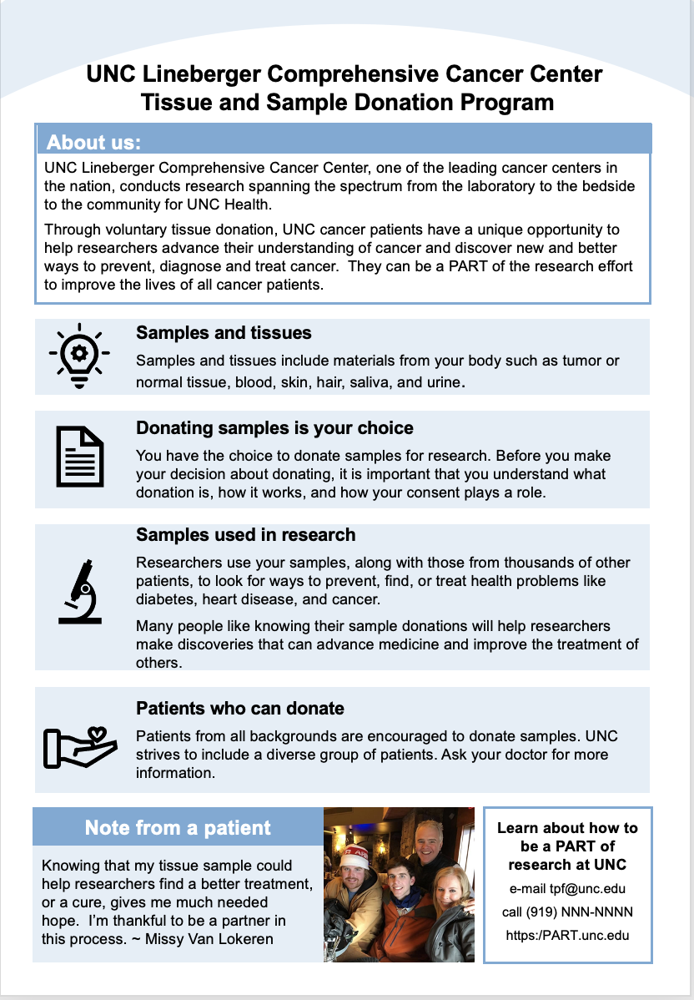 UNC Lineberger Comprehensive Cancer Center
Tissue and Sample Donation Program
About us:
UNC Lineberger Comprehensive Cancer Center, one of the leading cancer centers in
the nation, conducts research spanning the spectrum from the laboratory to the bedside
to the community for UNC Health.
Through voluntary tissue donation, UNC cancer patients have a unique opportunity to
help researchers advance their understanding of cancer and discover new and better
ways to prevent, diagnose and treat cancer.  They can be a PART of the research effort
to improve the lives of all cancer patients.
Samples and tissues
Samples and tissues include materials from your body such as tumor or
normal tissue, blood, skin, hair, saliva, and urine.
Donating samples is your choice
You have the choice to donate samples for research. Before you make
your decision about donating, it is important that you understand what
donation is, how it works, and how your consent plays a role.
Samples used in research
Researchers use your samples, along with those from thousands of other
patients, to look for ways to prevent, find, or treat health problems like
diabetes, heart disease, and cancer.
Many people like knowing their sample donations will help researchers
make discoveries that can advance medicine and improve the treatment of
others.
Patients who can donate
Patients from all backgrounds are encouraged to donate samples. UNC
strives to include a diverse group of patients. Ask your doctor for more
information.
Note from a patient
Knowing that my tissue sample could
help researchers find a better treatment,
or a cure, gives me much needed
hope.  I'm thankful to be a partner in
this process. ~ Missy Van Lokeren
Learn about how to
be a PART of
research at UNC
e-mail tpf@unc.edu
call (919) NNN-NNNN
https:/PART.unc.edu